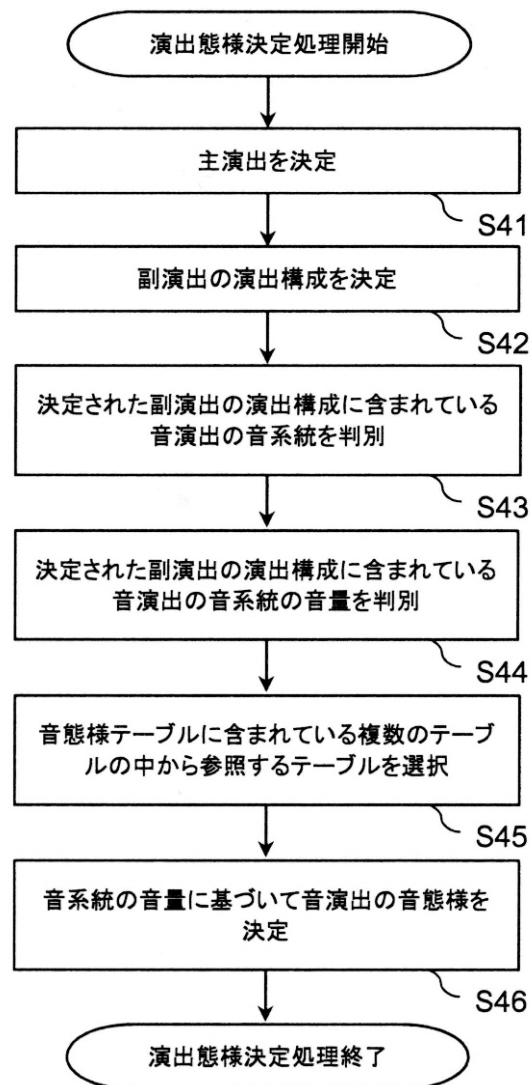 演出態様決定処理開始
主演出を決定
S41
副演出の演出構成を決定
S42
決定された副演出の演出構成に含まれている
音演出の音系統を判別
S43
決定された副演出の演出構成に含まれている
音演出の音系統の音量を判別
S44
音態様テーブルに含まれている複数のテーブ
ルの中から参照するテーブルを選択
S45
音系統の音量に基づいて音演出の音態様を
決定
S46
演出態様決定処理終了